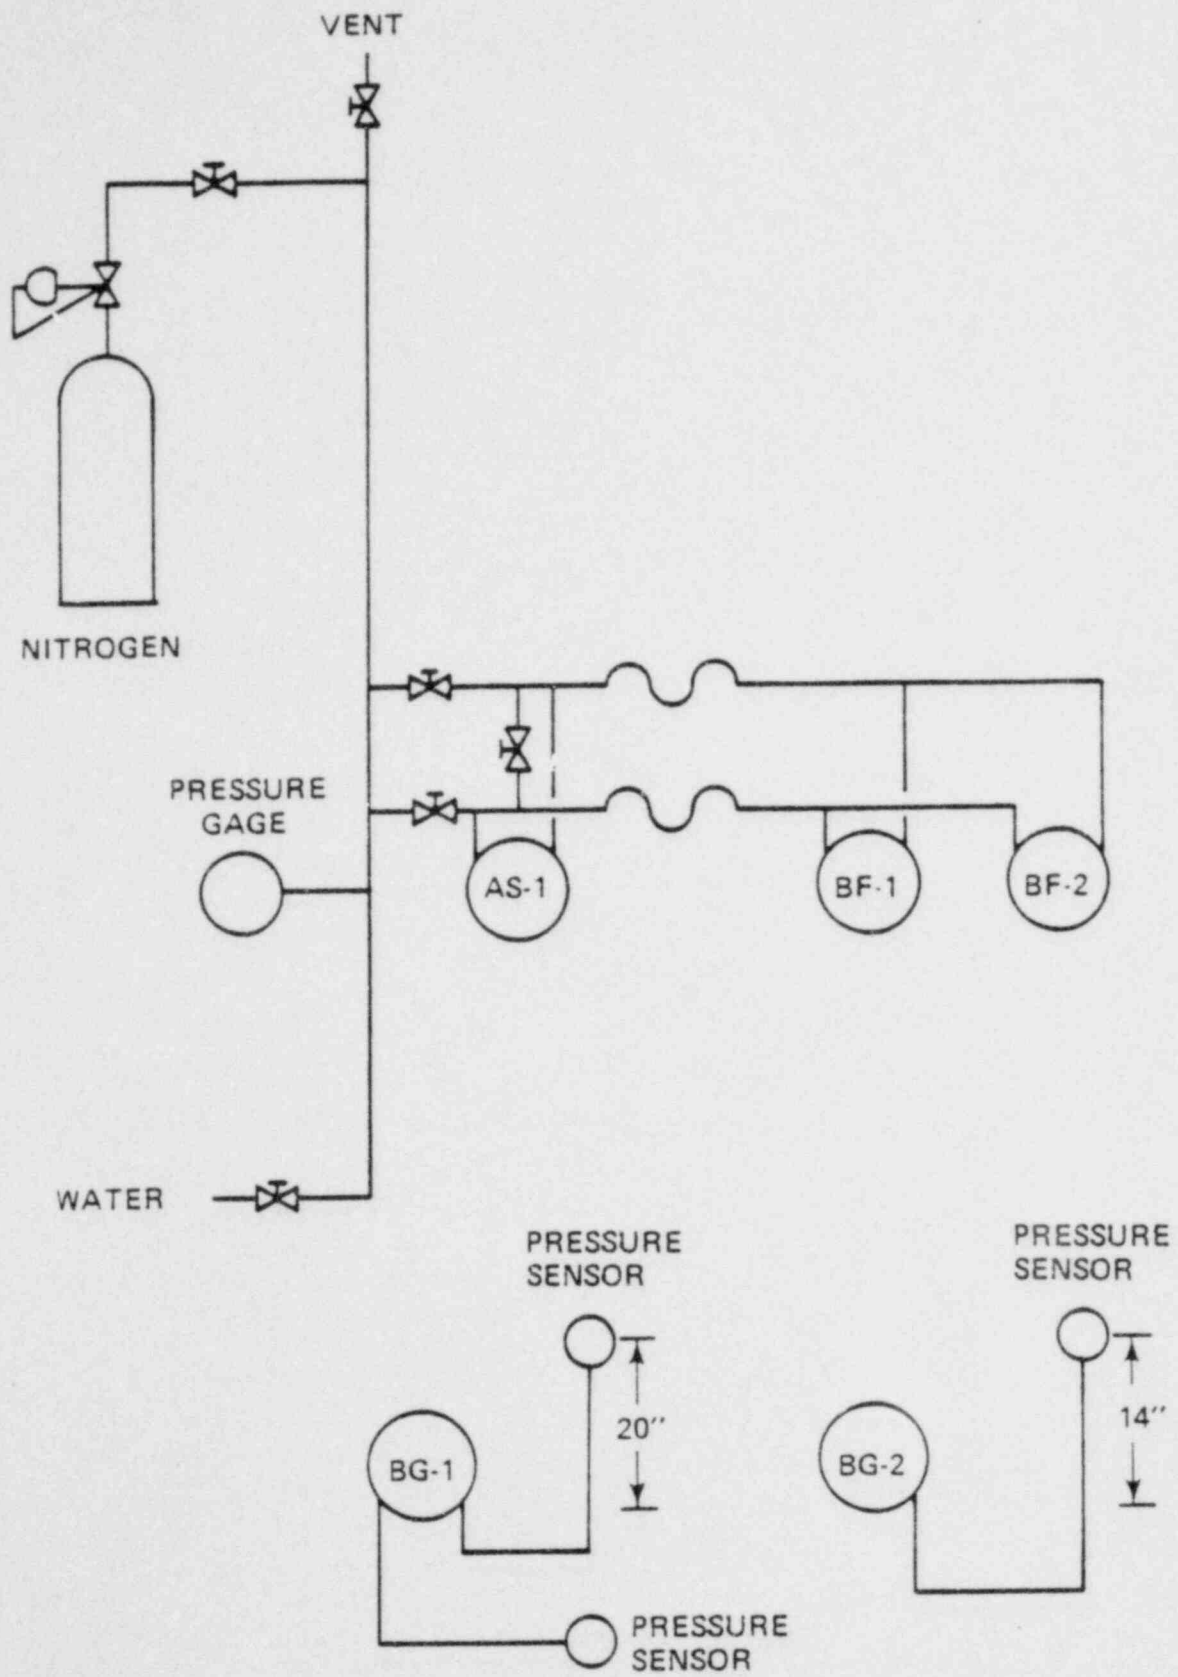 VENT
NITROGEN
PRESSURE
GAGE
AS-1
BF-1
BF-2
WATER
PRESSURE
SENSOR
PRESSURE
SENSOR
20"
14"
BG-1
BG-2
PRESSURE
SENSOR